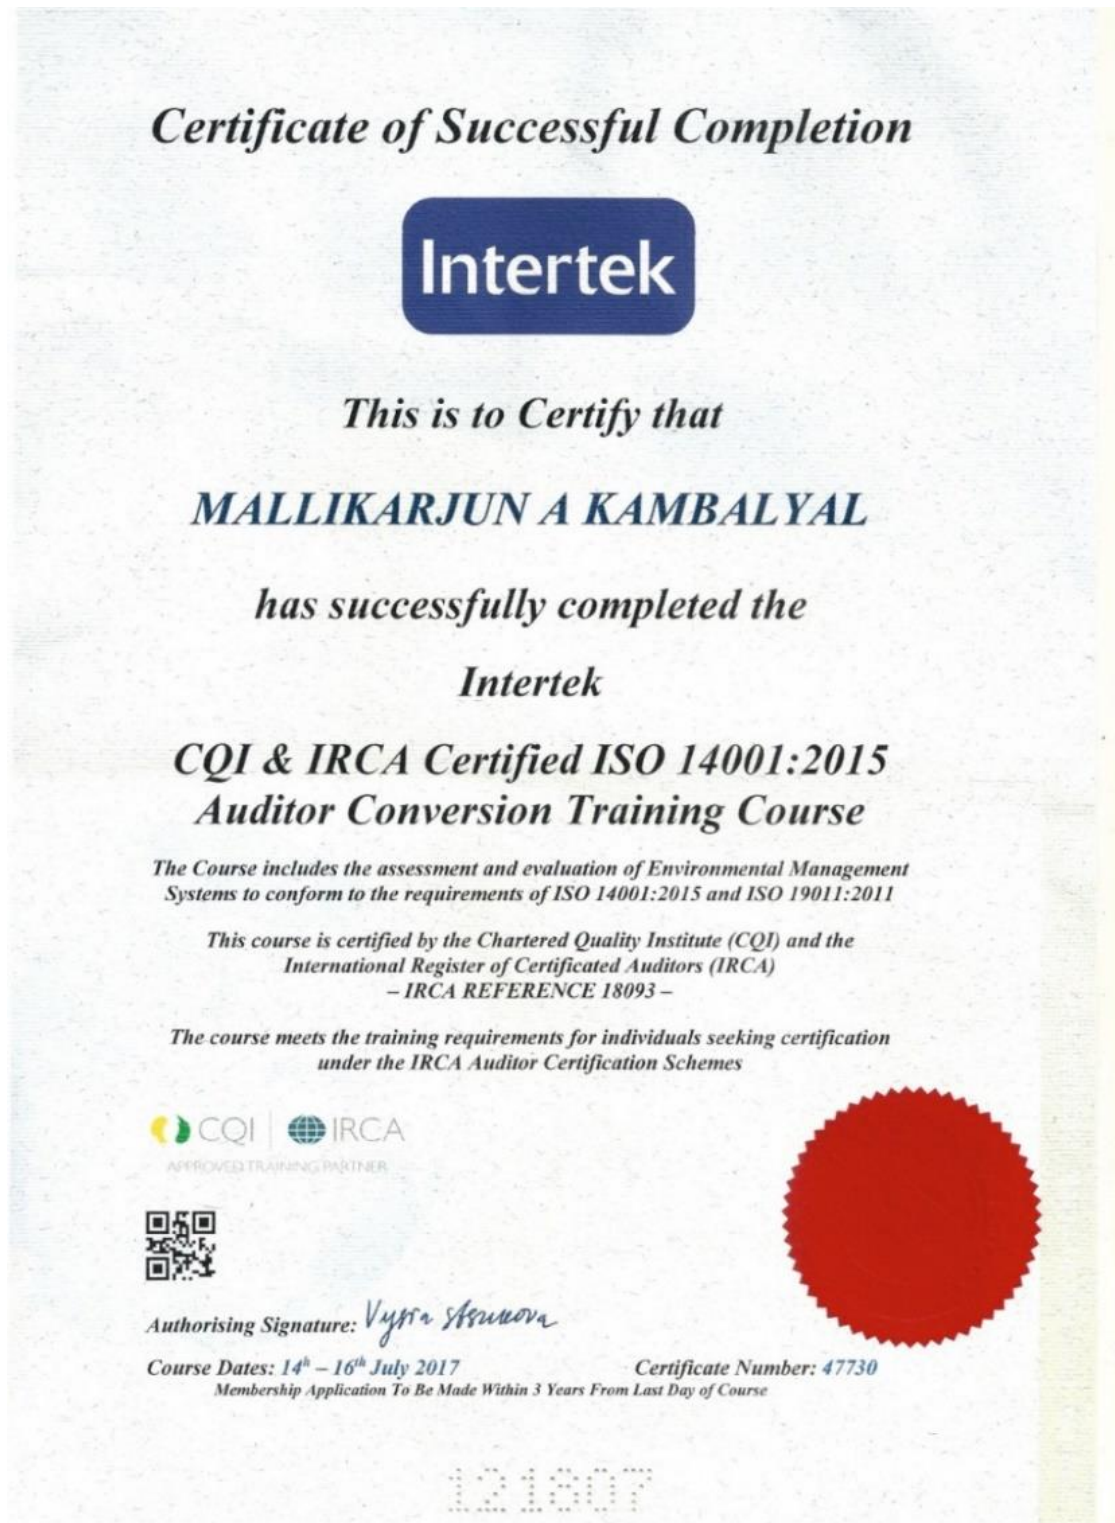 Certificate of Successful Completion
Intertek
This is to Certify that
MALLIKARJUN A KAMBALYAL
has successfully completed the
Intertek
CQI & IRCA Certified ISO 14001:2015
Auditor Conversion Training Course
The Course includes the assessment and evaluation of Environmental Management
Systems to conform to the requirements of ISO 14001:2015 and ISO 19011:2011
This course is certified by the Chartered Quality Institute (CQI) and the
International Register of Certificated Auditors (IRCA)
– IRCA REFERENCE 18093 –
The course meets the training requirements for individuals seeking certification
under the IRCA Auditor Certification Schemes
CQI | IRCA
APPROVED TRAINING PARTNER
Authorising Signature:
Course Dates: 14h – 16th July 2017
Certificate Number: 47730
Membership Application To Be Made Within 3 Years From Last Day of Course
121807